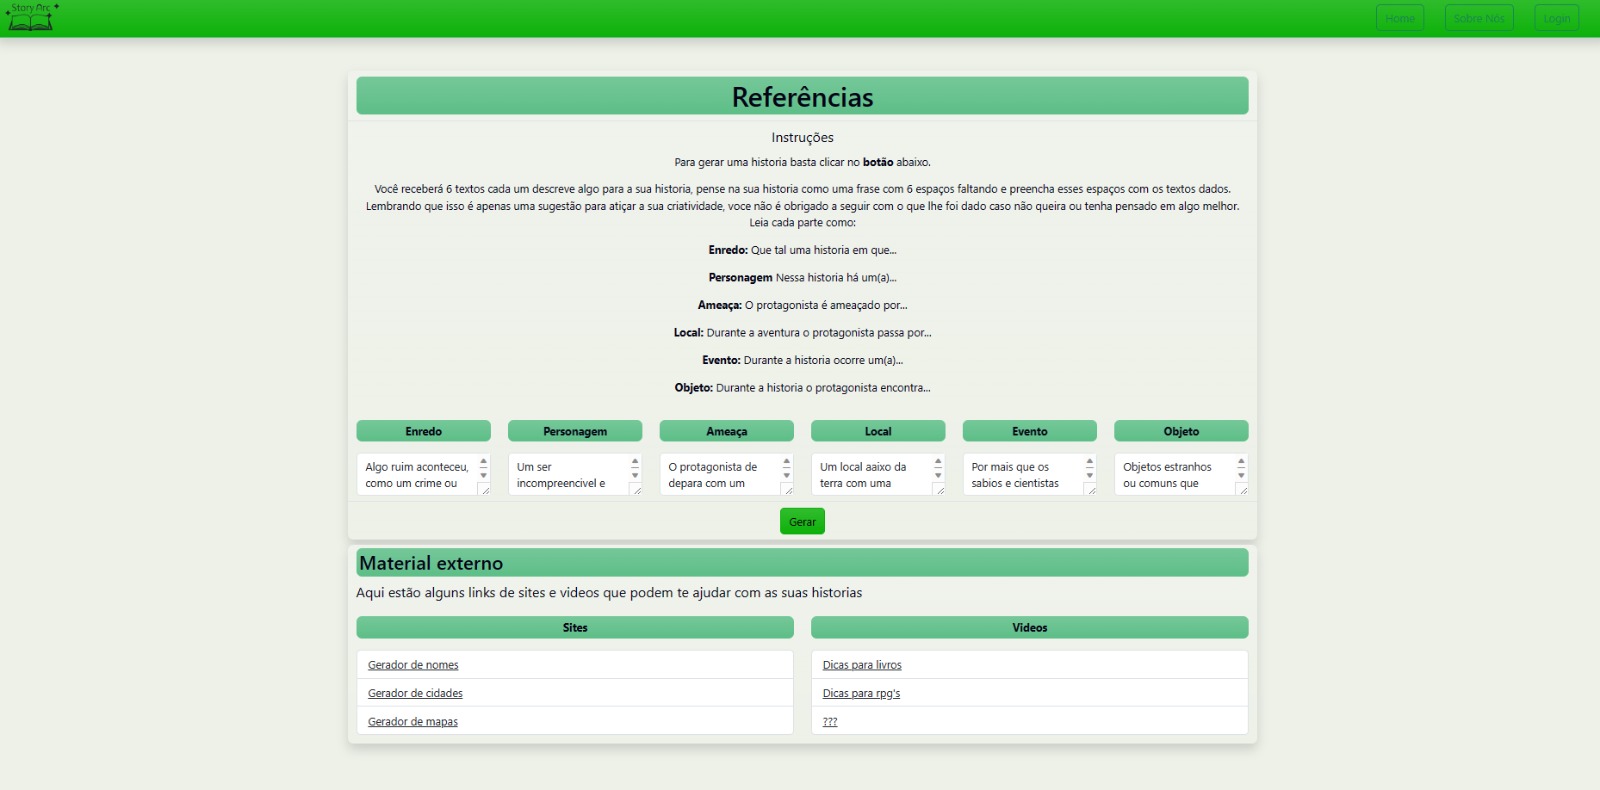 Story Arc
Home
Sobre Nós
Login
Referências
Instruções
Para gerar uma historia basta clicar no botão abaixo.
Você receberá 6 textos cada um descreve algo para a sua historia, pense na sua historia como uma frase com 6 espaços faltando e preencha esses espaços com os textos dados.
Lembrando que isso é apenas uma sugestão para atiçar a sua criatividade, voce não é obrigado a seguir com o que lhe foi dado caso não queira ou tenha pensado em algo melhor.
Leia cada parte como:
Enredo: Que tal uma historia em que...
Personagem Nessa historia há um(a)...
Ameaça: O protagonista é ameaçado por...
Local: Durante a aventura o protagonista passa por...
Evento: Durante a historia ocorre um(a)...
Objeto: Durante a historia o protagonista encontra...
Enredo
Algo ruim aconteceu,
como um crime ou
Personagem
Um ser
incompreencivel e
Ameaça
O protagonista de
depara com um
Local
Um local aaixo da
terra com uma
Evento
Por mais que os
sabios e cientistas
Objeto
Objetos estranhos
ou comuns que
Gerar
Material externo
Aqui estão alguns links de sites e videos que podem te ajudar com as suas historias
Sites
Gerador de nomes
Gerador de cidades
Gerador de mapas
Videos
Dicas para livros
Dicas para rpg's
???